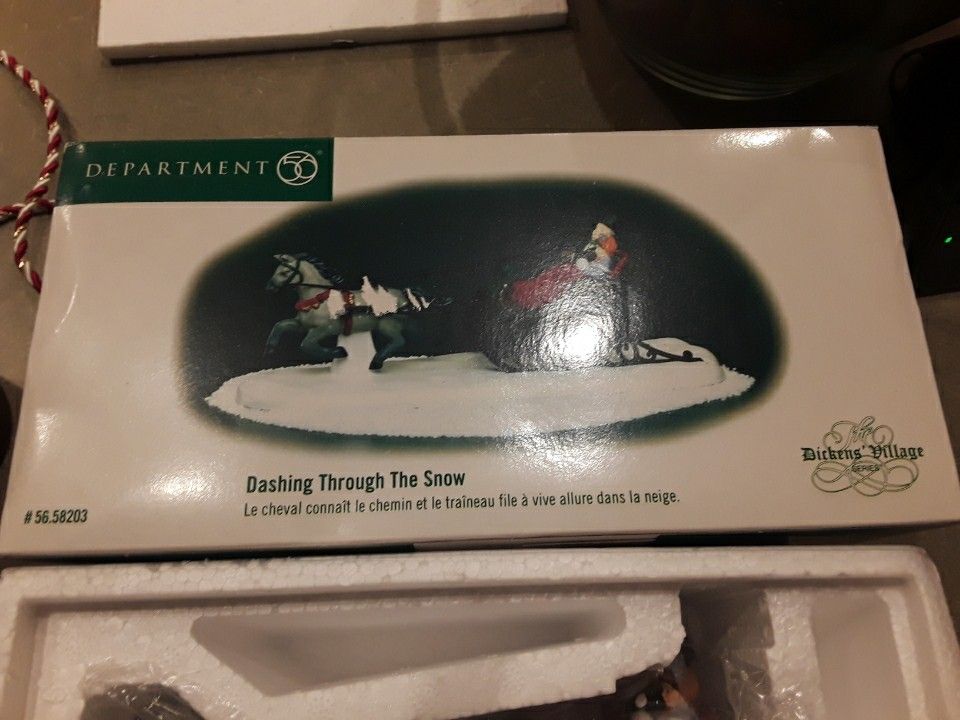 DEPARTMENT 56®
Dashing Through The Snow
Le cheval connaît le chemin et le traîneau file à vive allure dans la neige.
# 56.58203
The
Dickens' Village
SERIES